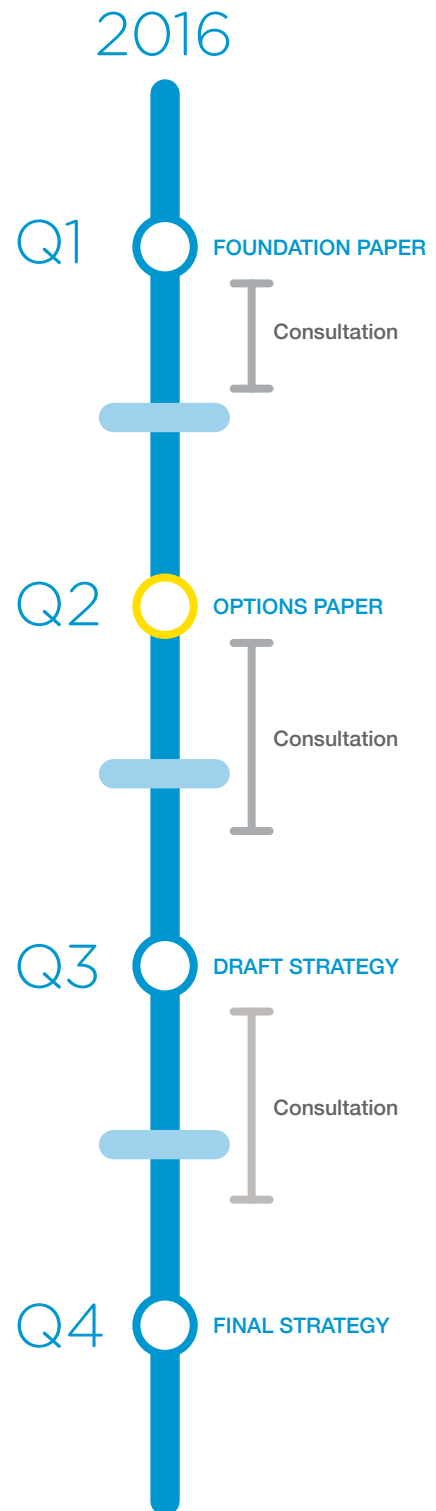 2016
Q1 FOUNDATION PAPER
Consultation
Q2 OPTIONS PAPER
Consultation
Q3 DRAFT STRATEGY
Consultation
Q4 FINAL STRATEGY